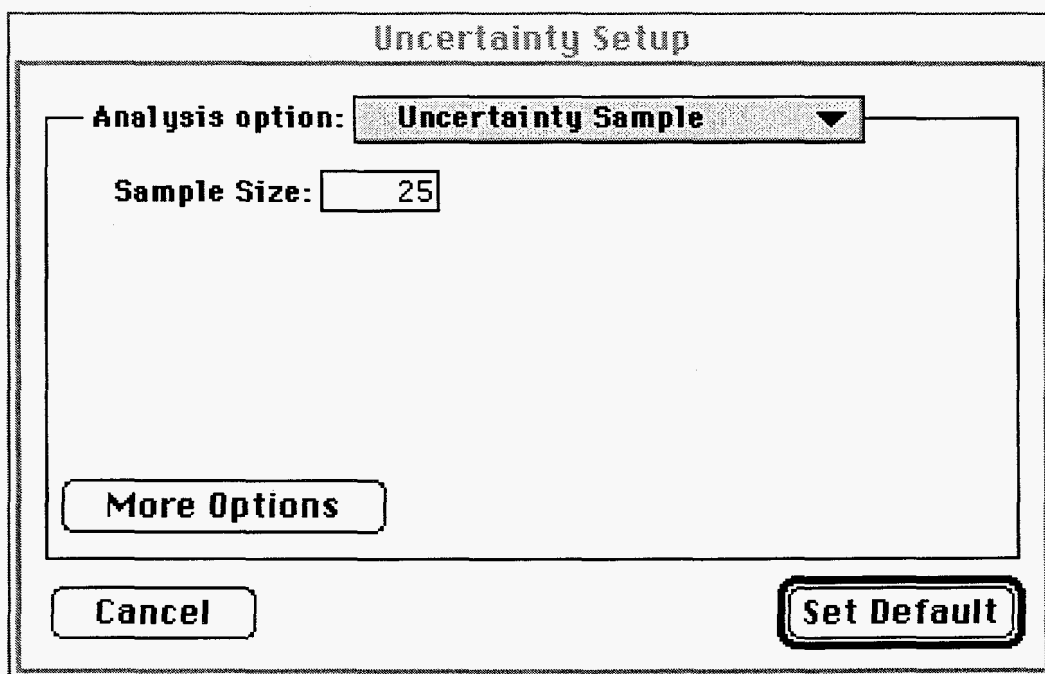 Uncertainty Setup
Analysis option: Uncertainty Sample
Sample Size: 25
More Options
Cancel Set Default